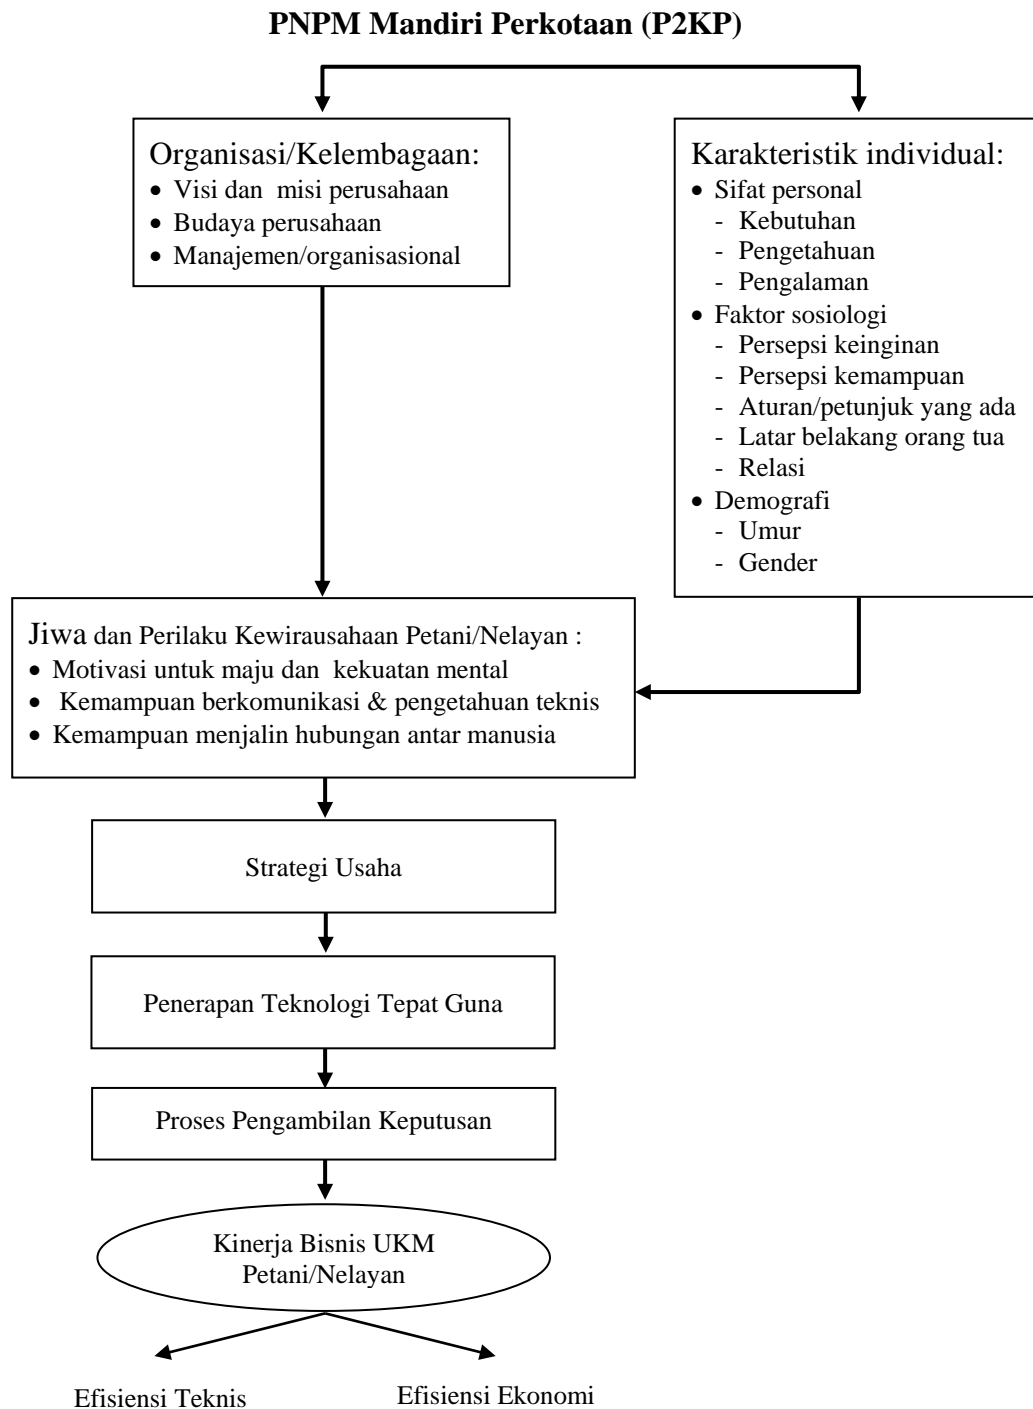 PNPM Mandiri Perkotaan (P2KP)
Organisasi/Kelembagaan:
• Visi dan misi perusahaan
• Budaya perusahaan
• Manajemen/organisasional
Karakteristik individual:
• Sifat personal
- Kebutuhan
- Pengetahuan
- Pengalaman
• Faktor sosiologi
- Persepsi keinginan
- Persepsi kemampuan
- Aturan/petunjuk yang ada
- Latar belakang orang tua
- Relasi
• Demografi
- Umur
- Gender
Jiwa dan Perilaku Kewirausahaan Petani/Nelayan :
• Motivasi untuk maju dan kekuatan mental
• Kemampuan berkomunikasi & pengetahuan teknis
• Kemampuan menjalin hubungan antar manusia
Strategi Usaha
Penerapan Teknologi Tepat Guna
Proses Pengambilan Keputusan
Kinerja Bisnis UKM
Petani/Nelayan
Efisiensi Teknis
Efisiensi Ekonomi